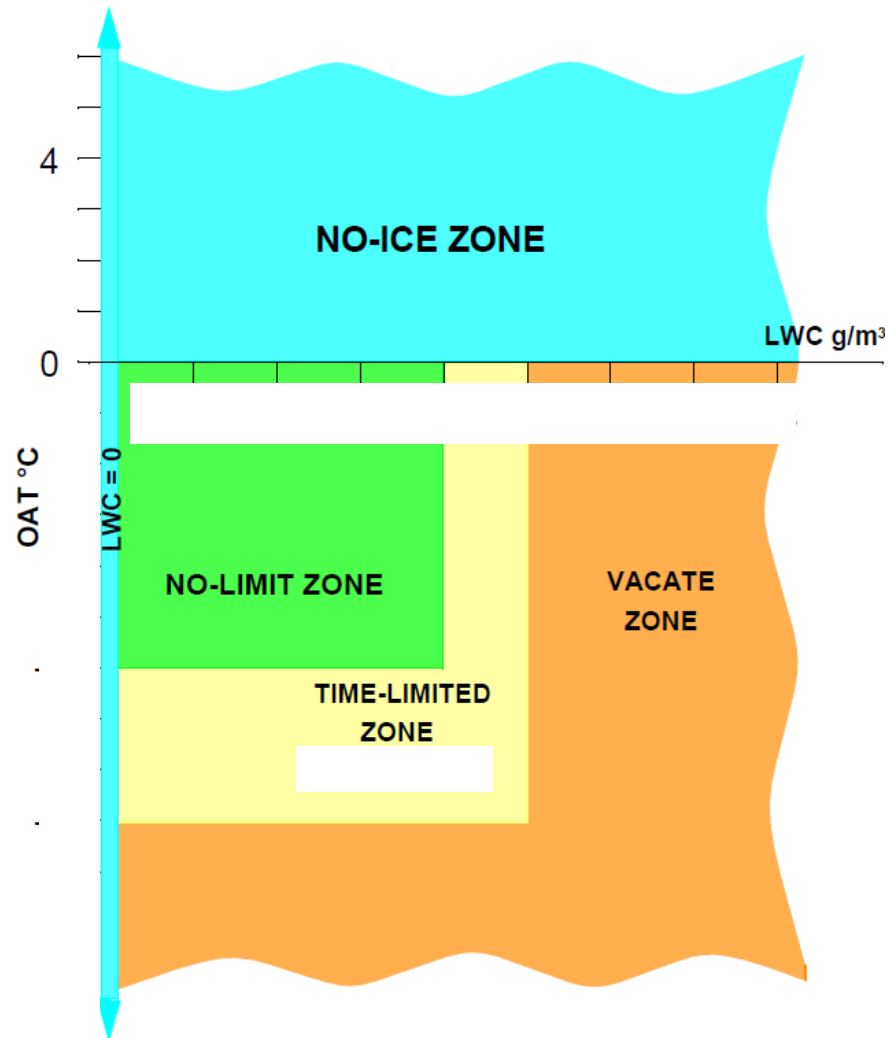 4
NO-ICE ZONE
LWC g/m³
0
OAT °C
LWC = 0
NO-LIMIT ZONE
VACATE
ZONE
-
TIME-LIMITED
ZONE
-